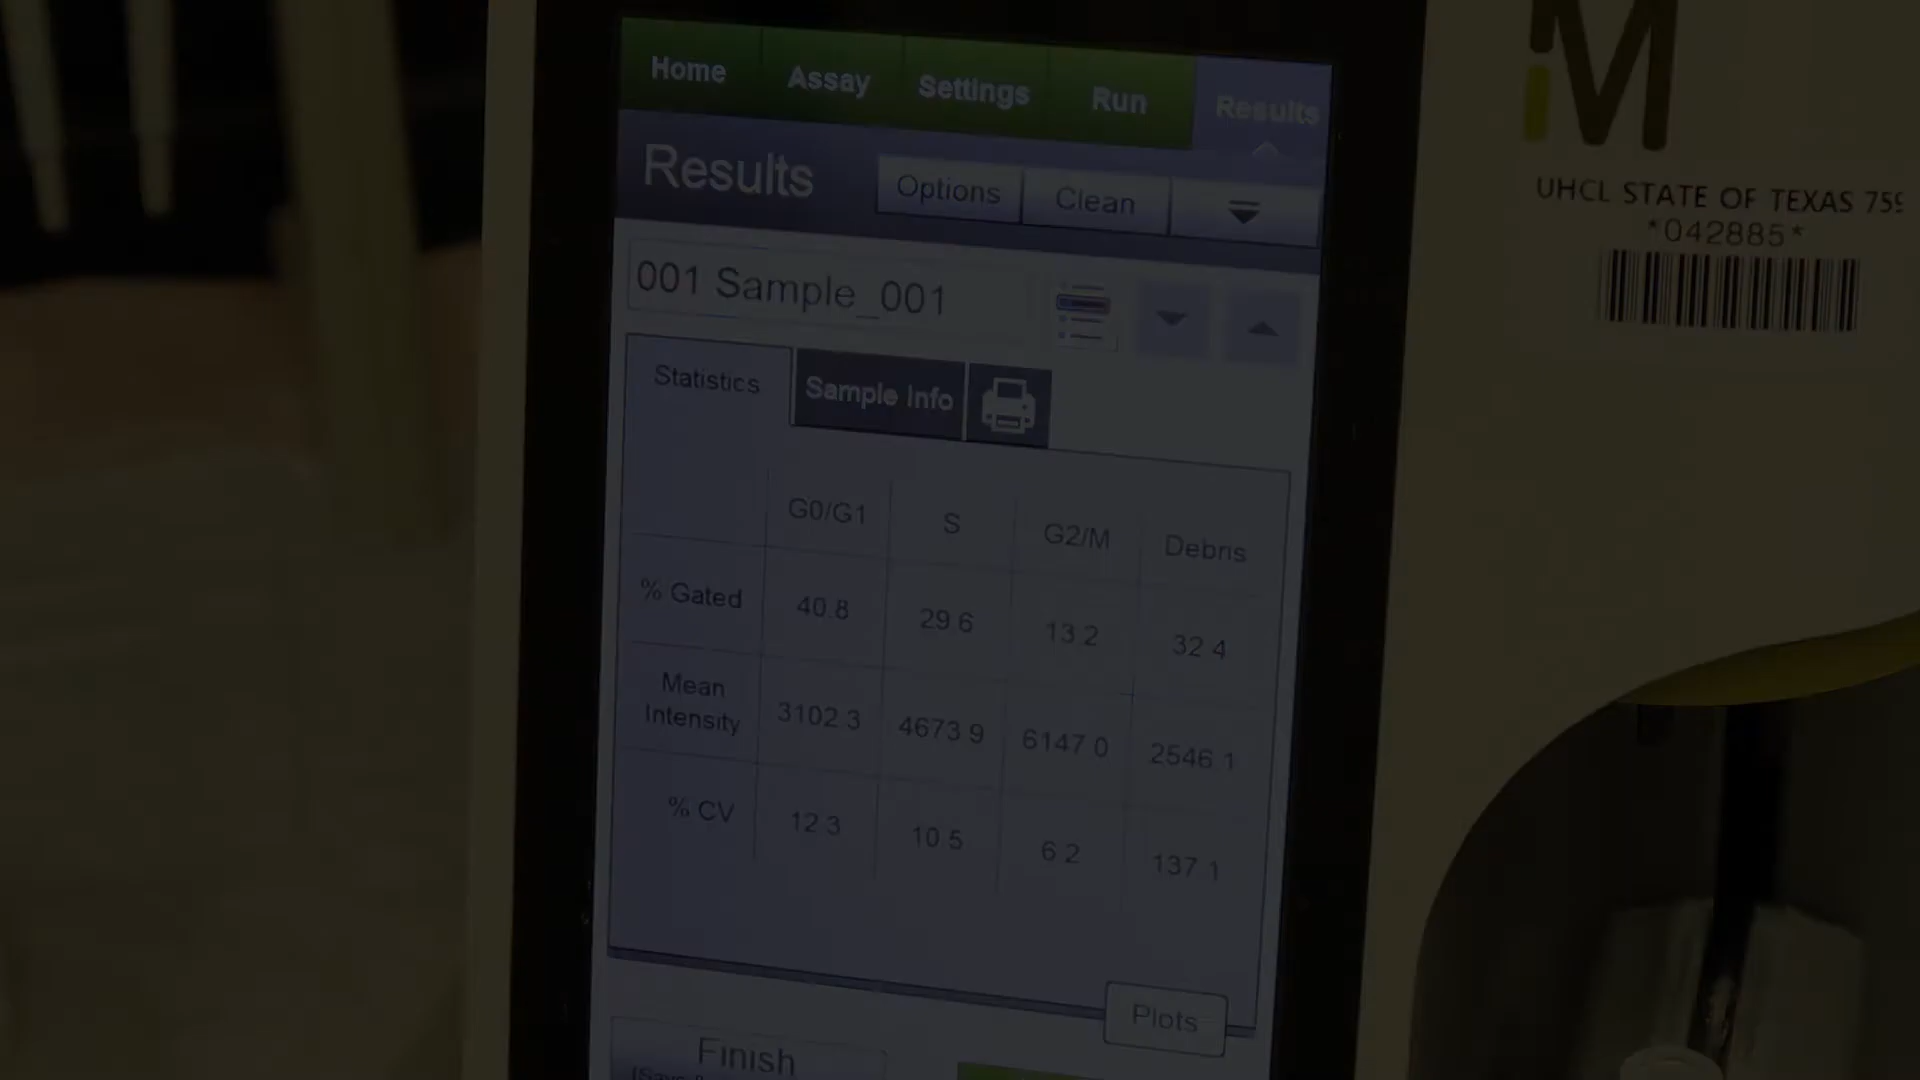 Home Assay Settings Run Results
Results Options Clean
001 Sample_001
Statistics Sample Info
G0/G1 S G2/M Debris
% Gated 40.8 29.6 13.2 32.4
Mean Intensity 3102.3 4673.9 6147.0 2546.1
% CV 12.3 10.5 6.2 137.1
Plots
Finish
M
UHCL STATE OF TEXAS 759
*042885*